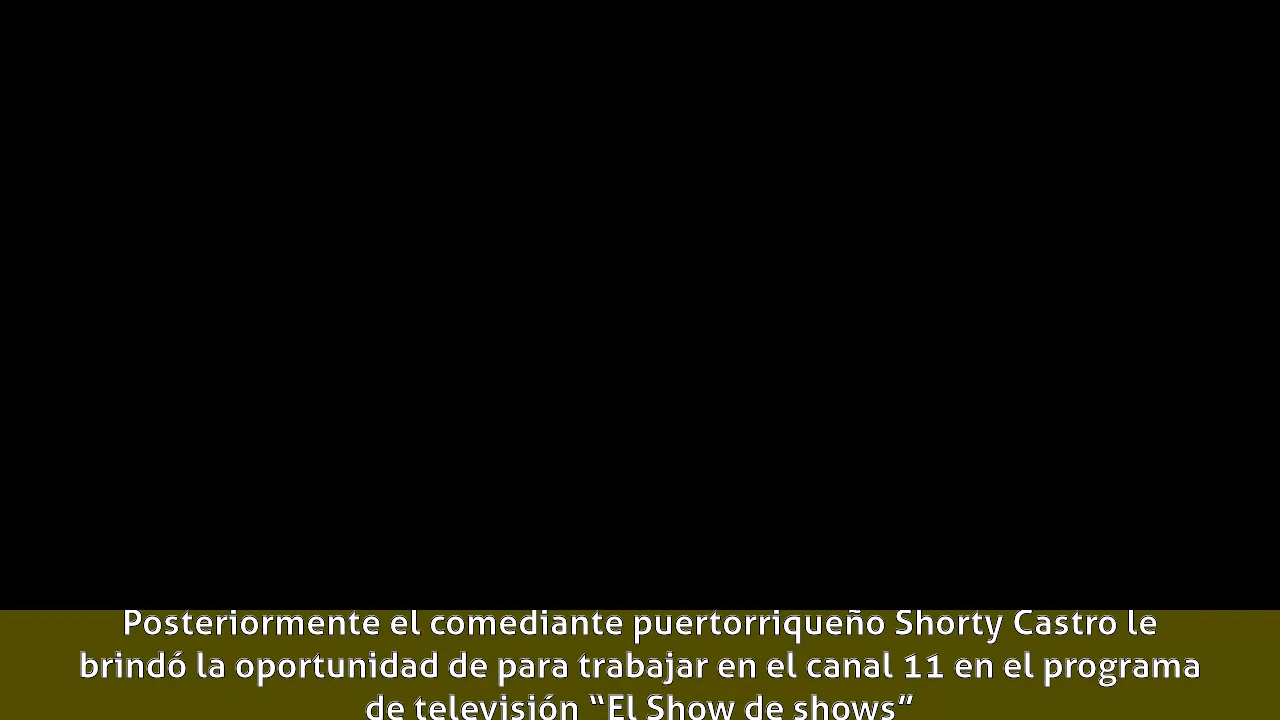 Posteriormente el comediante puertorriqueño Shorty Castro le
brindó la oportunidad de para trabajar en el canal 11 en el programa
de televisión “El Show de shows”